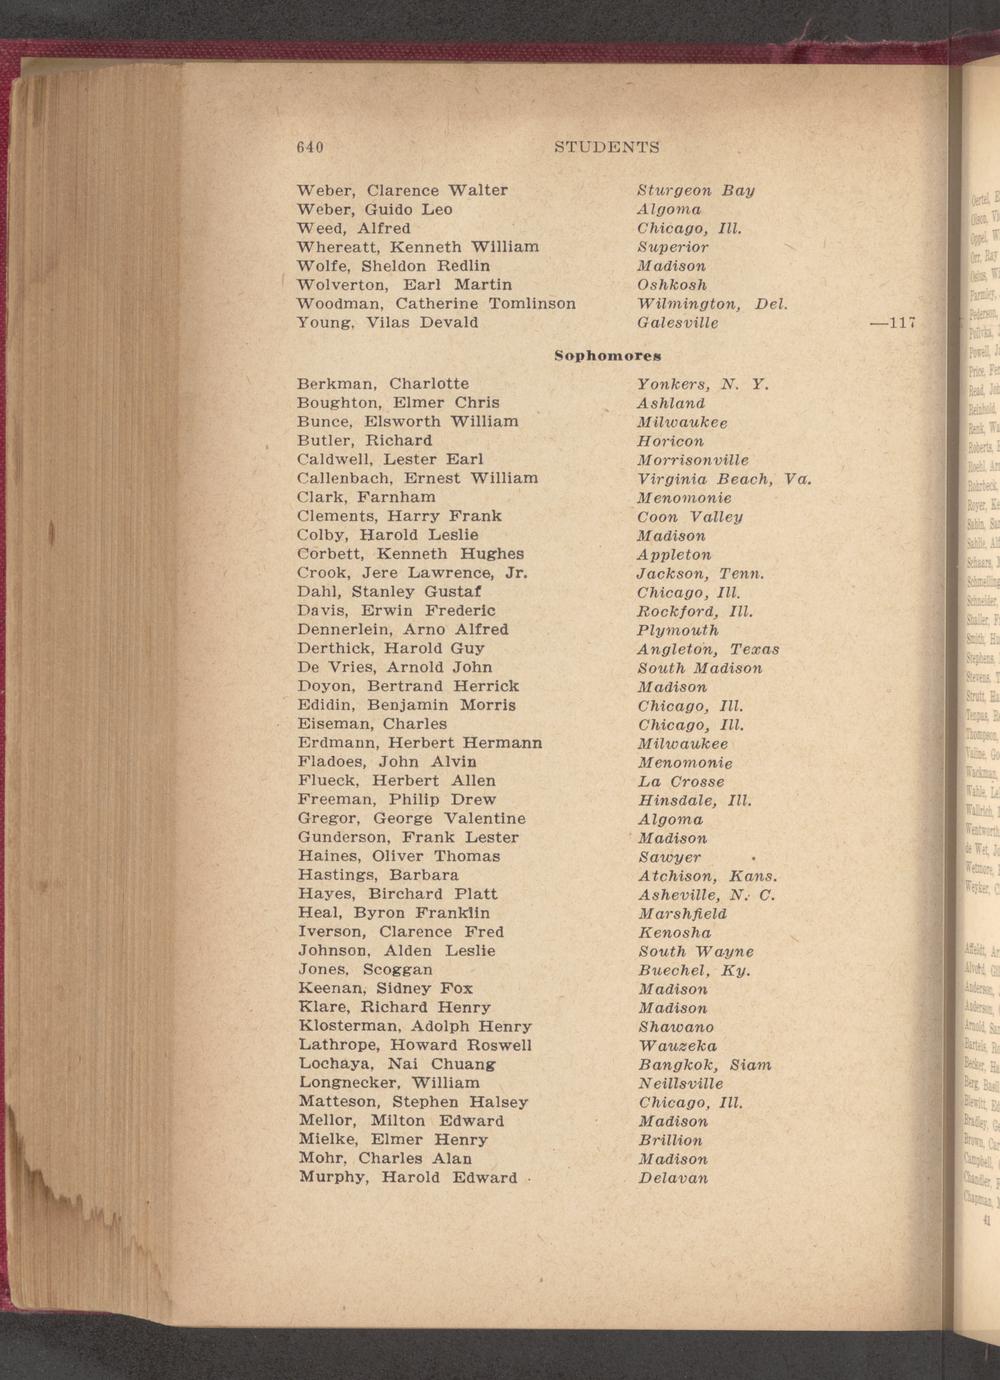 640 STUDENTS
Weber, Clarence Walter Sturgeon Bay
Weber, Guido Leo Algoma
Weed, Alfred Chicago, Ill.
Whereatt, Kenneth William Superior
Wolfe, Sheldon Redlin Madison
Wolverton, Earl Martin Oshkosh
Woodman, Catherine Tomlinson Wilmington, Del.
Young, Vilas Devald Galesville —117
Sophomores
Berkman, Charlotte Yonkers, N. Y.
Boughton, Elmer Chris Ashland
Bunce, Elsworth William Milwaukee
Butler, Richard Horicon
Caldwell, Lester Earl Morrisonville
Callenbach, Ernest William Virginia Beach, Va.
Clark, Farnham Menomonie
Clements, Harry Frank Coon Valley
Colby, Harold Leslie Madison
Corbett, Kenneth Hughes Appleton
Crook, Jere Lawrence, Jr. Jackson, Tenn.
Dahl, Stanley Gustaf Chicago, Ill.
Davis, Erwin Frederic Rockford, Ill.
Dennerlein, Arno Alfred Plymouth
Derthick, Harold Guy Angleton, Texas
De Vries, Arnold John South Madison
Doyon, Bertrand Herrick Madison
Edidin, Benjamin Morris Chicago, Ill.
Eiseman, Charles Chicago, Ill.
Erdmann, Herbert Hermann Milwaukee
Fladoes, John Alvin Menomonie
Flueck, Herbert Allen La Crosse
Freeman, Philip Drew Hinsdale, Ill.
Gregor, George Valentine Algoma
Gunderson, Frank Lester Madison
Haines, Oliver Thomas Sawyer
Hastings, Barbara Atchison, Kans.
Hayes, Birchard Platt Asheville, N. C.
Heal, Byron Franklin Marshfield
Iverson, Clarence Fred Kenosha
Johnson, Alden Leslie South Wayne
Jones, Scoggan Buechel, Ky.
Keenan, Sidney Fox Madison
Klare, Richard Henry Madison
Klosterman, Adolph Henry Shawano
Lathrope, Howard Roswell Wauzeka
Lochaya, Nai Chuang Bangkok, Siam
Longnecker, William Neillsville
Matteson, Stephen Halsey Chicago, Ill.
Mellor, Milton Edward Madison
Mielke, Elmer Henry Brillion
Mohr, Charles Alan Madison
Murphy, Harold Edward Delavan